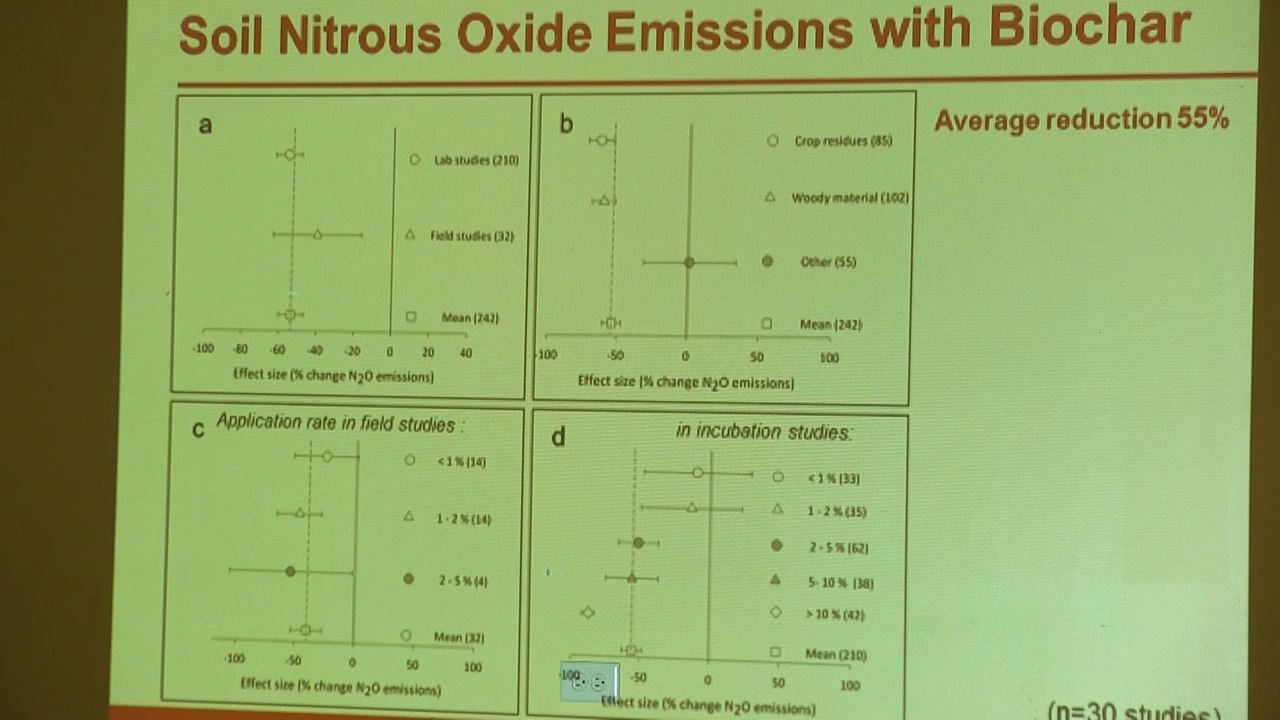 Soil Nitrous Oxide Emissions with Biochar
Average reduction 55%
a
Lab studies (210)
Field studies (32)
Mean (242)
-100 -80 -60 -40 -20 0 20 40
Effect size (% change N2O emissions)
b
Crop residues (85)
Woody material (102)
Other (55)
Mean (242)
-100 -50 0 50 100
Effect size (% change N2O emissions)
c Application rate in field studies :
<1% (14)
1-2% (14)
2-5% (4)
Mean (32)
-100 -50 0 50 100
Effect size (% change N2O emissions)
d in incubation studies:
<1% (33)
1-2% (35)
2-5% (62)
5-10% (38)
>10% (42)
Mean (210)
-100 -50 0 50 100
Effect size (% change N2O emissions)
(n=30 studies)